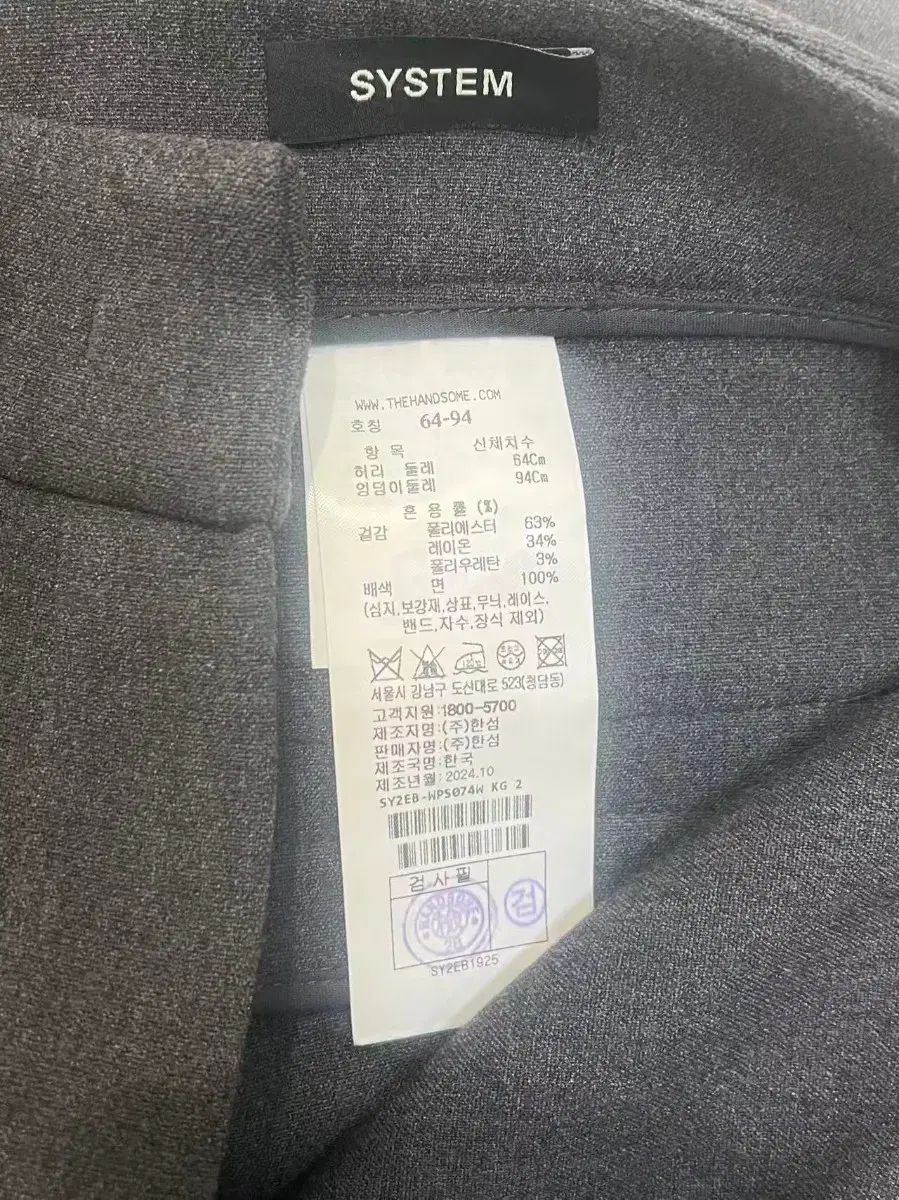 SYSTEM
WWW.THEHANDSOME.COM
호칭 64-94
항 목 신체치수
허리 둘레 64Cm
엉덩이둘레 94Cm
혼 용 률 (%)
겉감 폴리에스터 63%
레이온 34%
폴리우레탄 3%
배색 면 100%
(심지,보강재,상표,무늬,레이스,
밴드,자수,장식 제외)
서울시 강남구 도산대로 523(청담동)
고객지원:1800-5700
제조자명:(주)한섬
판매자명:(주)한섬
제조국명:한국
제조년월:2024.10
SY2EB-WPS074W KG 2
검사필
HANDSOME
검
SY2EB1925